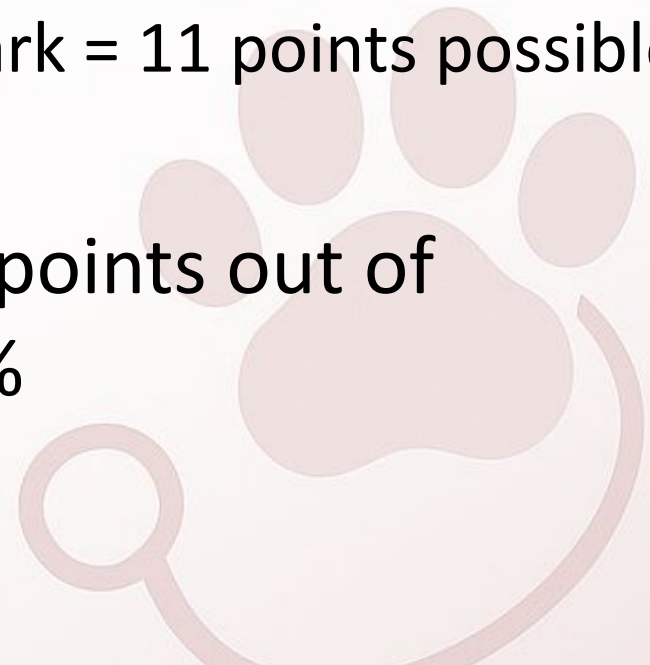 rk = 11 points possible
points out of
%